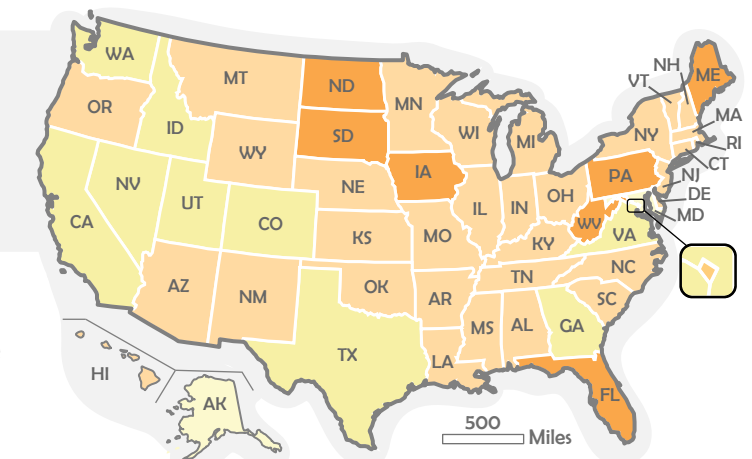 WA
MT
ND
MN
OR
ID
WY
SD
WI
MI
NH
ME
VT
MA
NY
RI
CT
NV
UT
CO
NE
IA
IL
IN
OH
PA
NJ
DE
MD
CA
KS
MO
KY
WV
VA
AZ
NM
OK
AR
TN
NC
SC
TX
LA
MS
AL
GA
FL
HI
AK
500
Miles